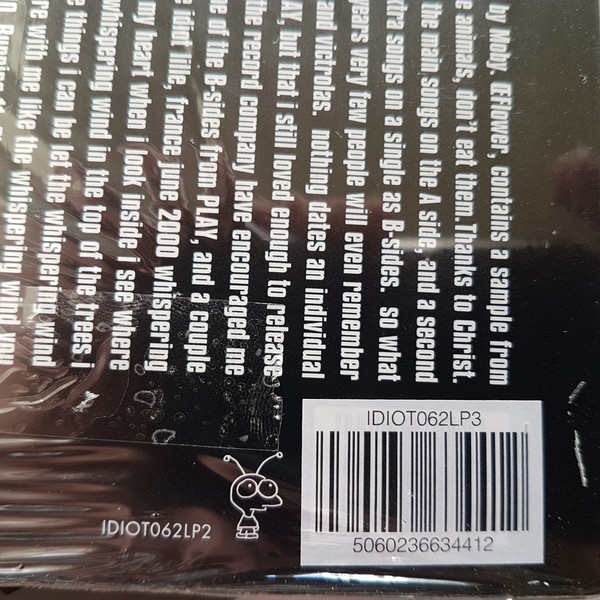 by Moby. (Flower, contains a sample from
e animals, don't eat them. Thanks to Christ.
the main songs on the A side, and a second
songs on a single as B-sides. so what
years very few people will even remember
and nicholas. nothing dates an individual
but that i still loved enough to release
the record company have encouraged me
e of the B-sides from PLAY, and a couple
life, france june 2000 whispering
my heart when i look inside i see where
whispering wind in the top of the trees i
e things i can be let the whispering wind
re with me like the whispering wind you
IDIOT062LP2
IDIOT062LP3
5060236634412